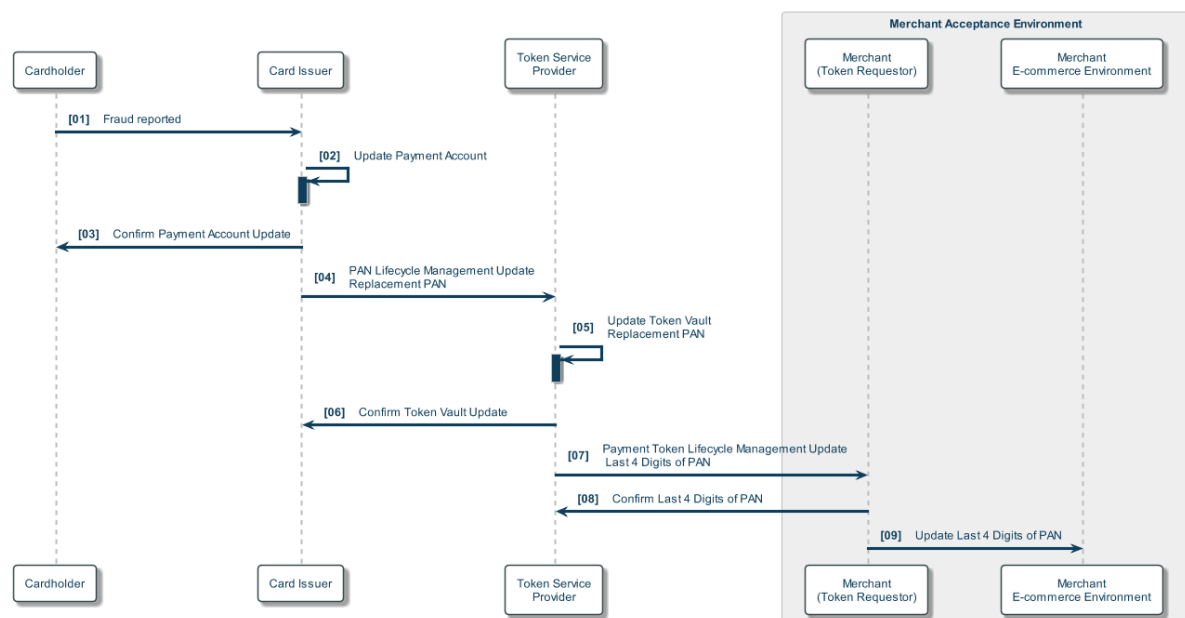 Merchant Acceptance Environment
Cardholder
Card Issuer
Token Service
Provider
Merchant
(Token Requestor)
Merchant
E-commerce Environment
[01] Fraud reported
[02] Update Payment Account
[03] Confirm Payment Account Update
[04] PAN Lifecycle Management Update
Replacement PAN
[05] Update Token Vault
Replacement PAN
[06] Confirm Token Vault Update
[07] Payment Token Lifecycle Management Update
Last 4 Digits of PAN
[08] Confirm Last 4 Digits of PAN
[09] Update Last 4 Digits of PAN
Cardholder
Card Issuer
Token Service
Provider
Merchant
(Token Requestor)
Merchant
E-commerce Environment